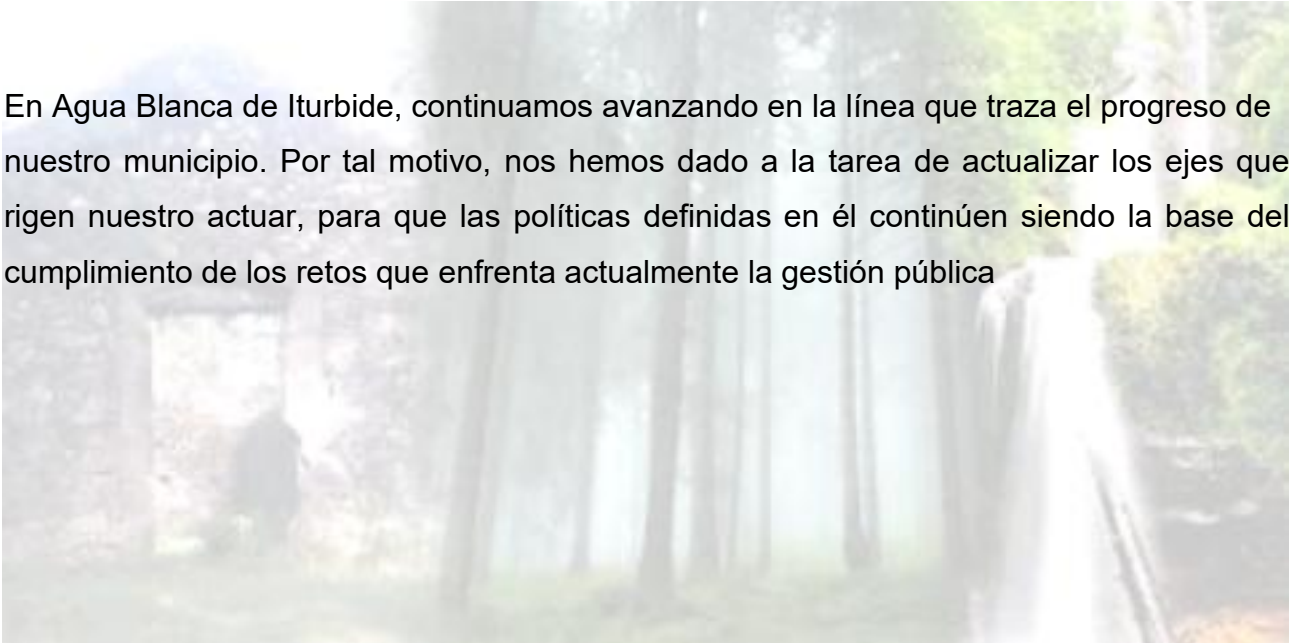 En Agua Blanca de Iturbide, continuamos avanzando en la línea que traza el progreso de
nuestro municipio. Por tal motivo, nos hemos dado a la tarea de actualizar los ejes que
rigen nuestro actuar, para que las políticas definidas en él continúen siendo la base del
cumplimiento de los retos que enfrenta actualmente la gestión pública